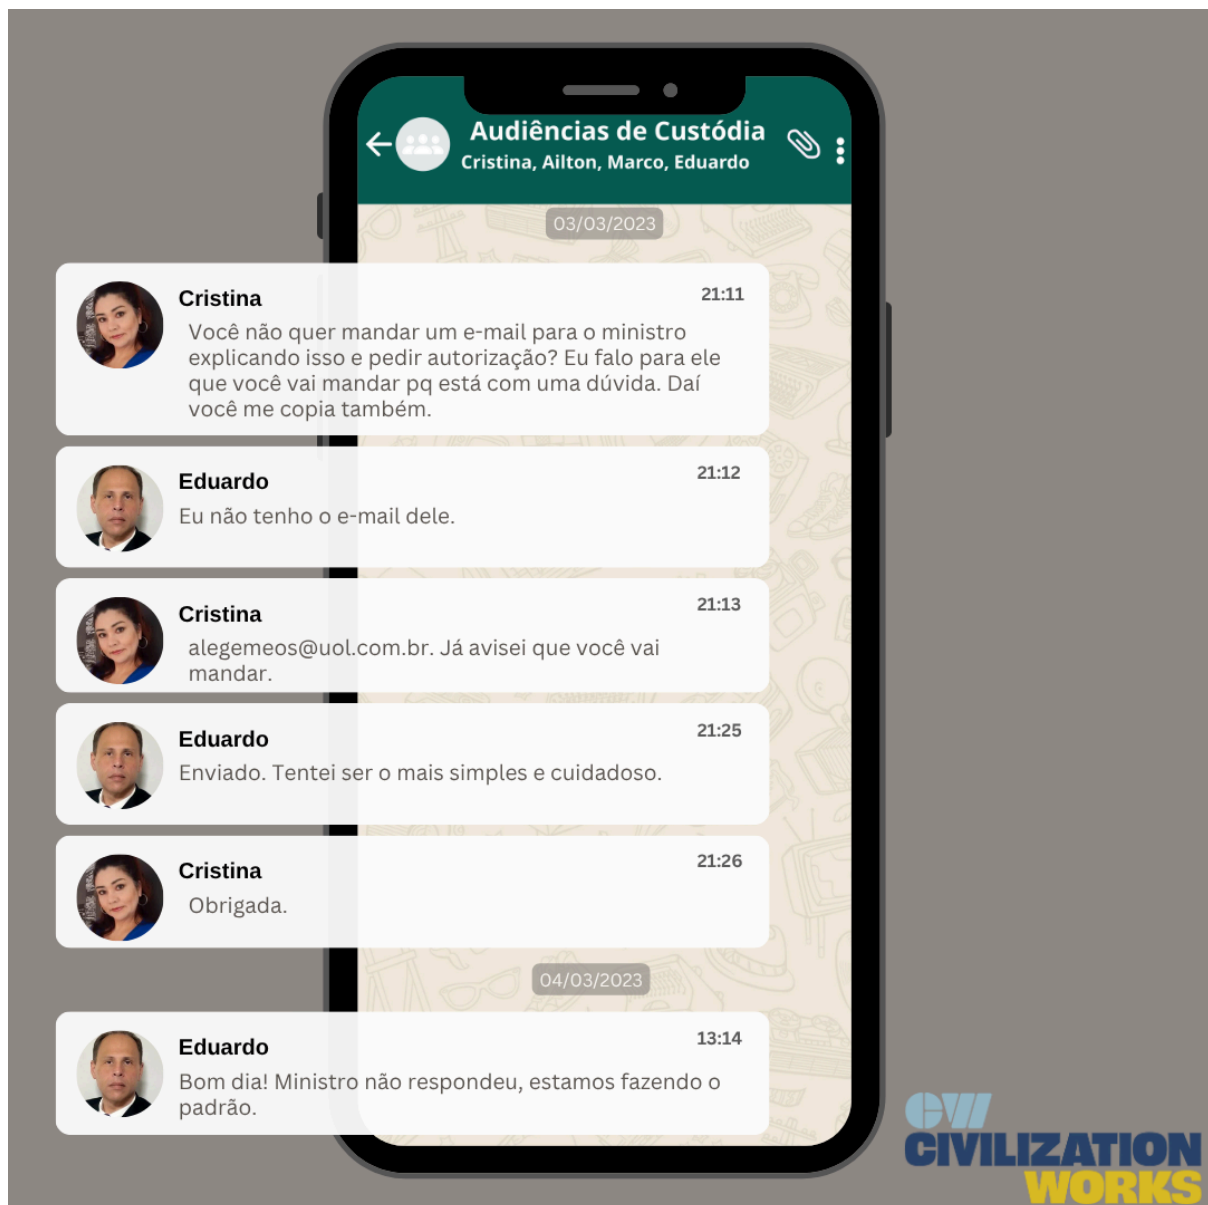 Audiências de Custódia
Cristina, Ailton, Marco, Eduardo
03/03/2023
Cristina
21:11
Você não quer mandar um e-mail para o ministro
explicando isso e pedir autorização? Eu falo para ele
que você vai mandar pq está com uma dúvida. Daí
você me copia também.
Eduardo
21:12
Eu não tenho o e-mail dele.
Cristina
21:13
alegemeos@uol.com.br. Já avisei que você vai
mandar.
Eduardo
21:25
Enviado. Tentei ser o mais simples e cuidadoso.
Cristina
21:26
Obrigada.
04/03/2023
Eduardo
13:14
Bom dia! Ministro não respondeu, estamos fazendo o
padrão.
CW
CIVILIZATION
WORKS